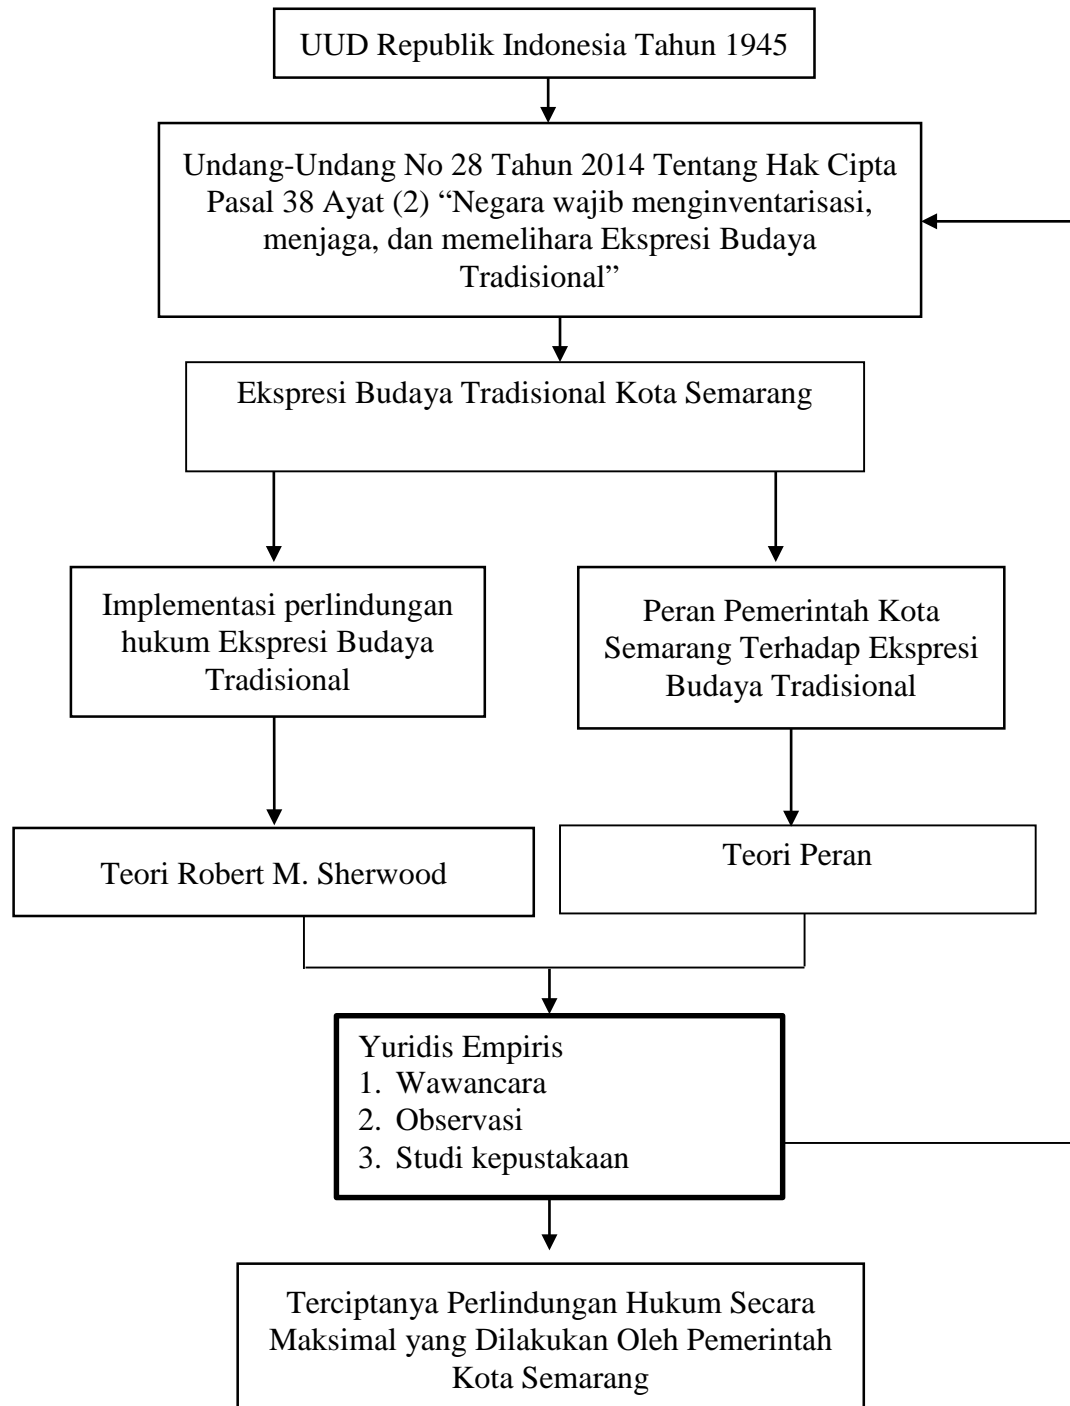 UUD Republik Indonesia Tahun 1945
Undang-Undang No 28 Tahun 2014 Tentang Hak Cipta
Pasal 38 Ayat (2) “Negara wajib menginventarisasi,
menjaga, dan memelihara Ekspresi Budaya
Tradisional”
Ekspresi Budaya Tradisional Kota Semarang
Implementasi perlindungan
hukum Ekspresi Budaya
Tradisional
Peran Pemerintah Kota
Semarang Terhadap Ekspresi
Budaya Tradisional
Teori Robert M. Sherwood
Teori Peran
Yuridis Empiris
1. Wawancara
2. Observasi
3. Studi kepustakaan
Terciptanya Perlindungan Hukum Secara
Maksimal yang Dilakukan Oleh Pemerintah
Kota Semarang